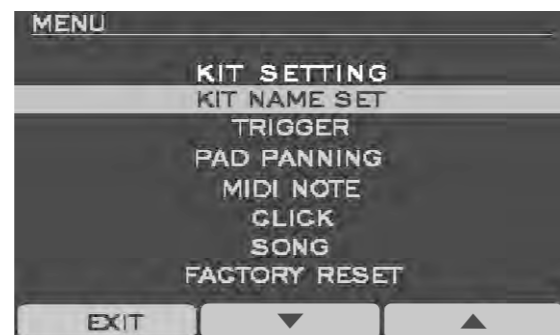 MENU
KIT SETTING
KIT NAME SET
TRIGGER
PAD PANNING
MIDI NOTE
CLICK
SONG
FACTORY RESET
EXIT ▼ ▲